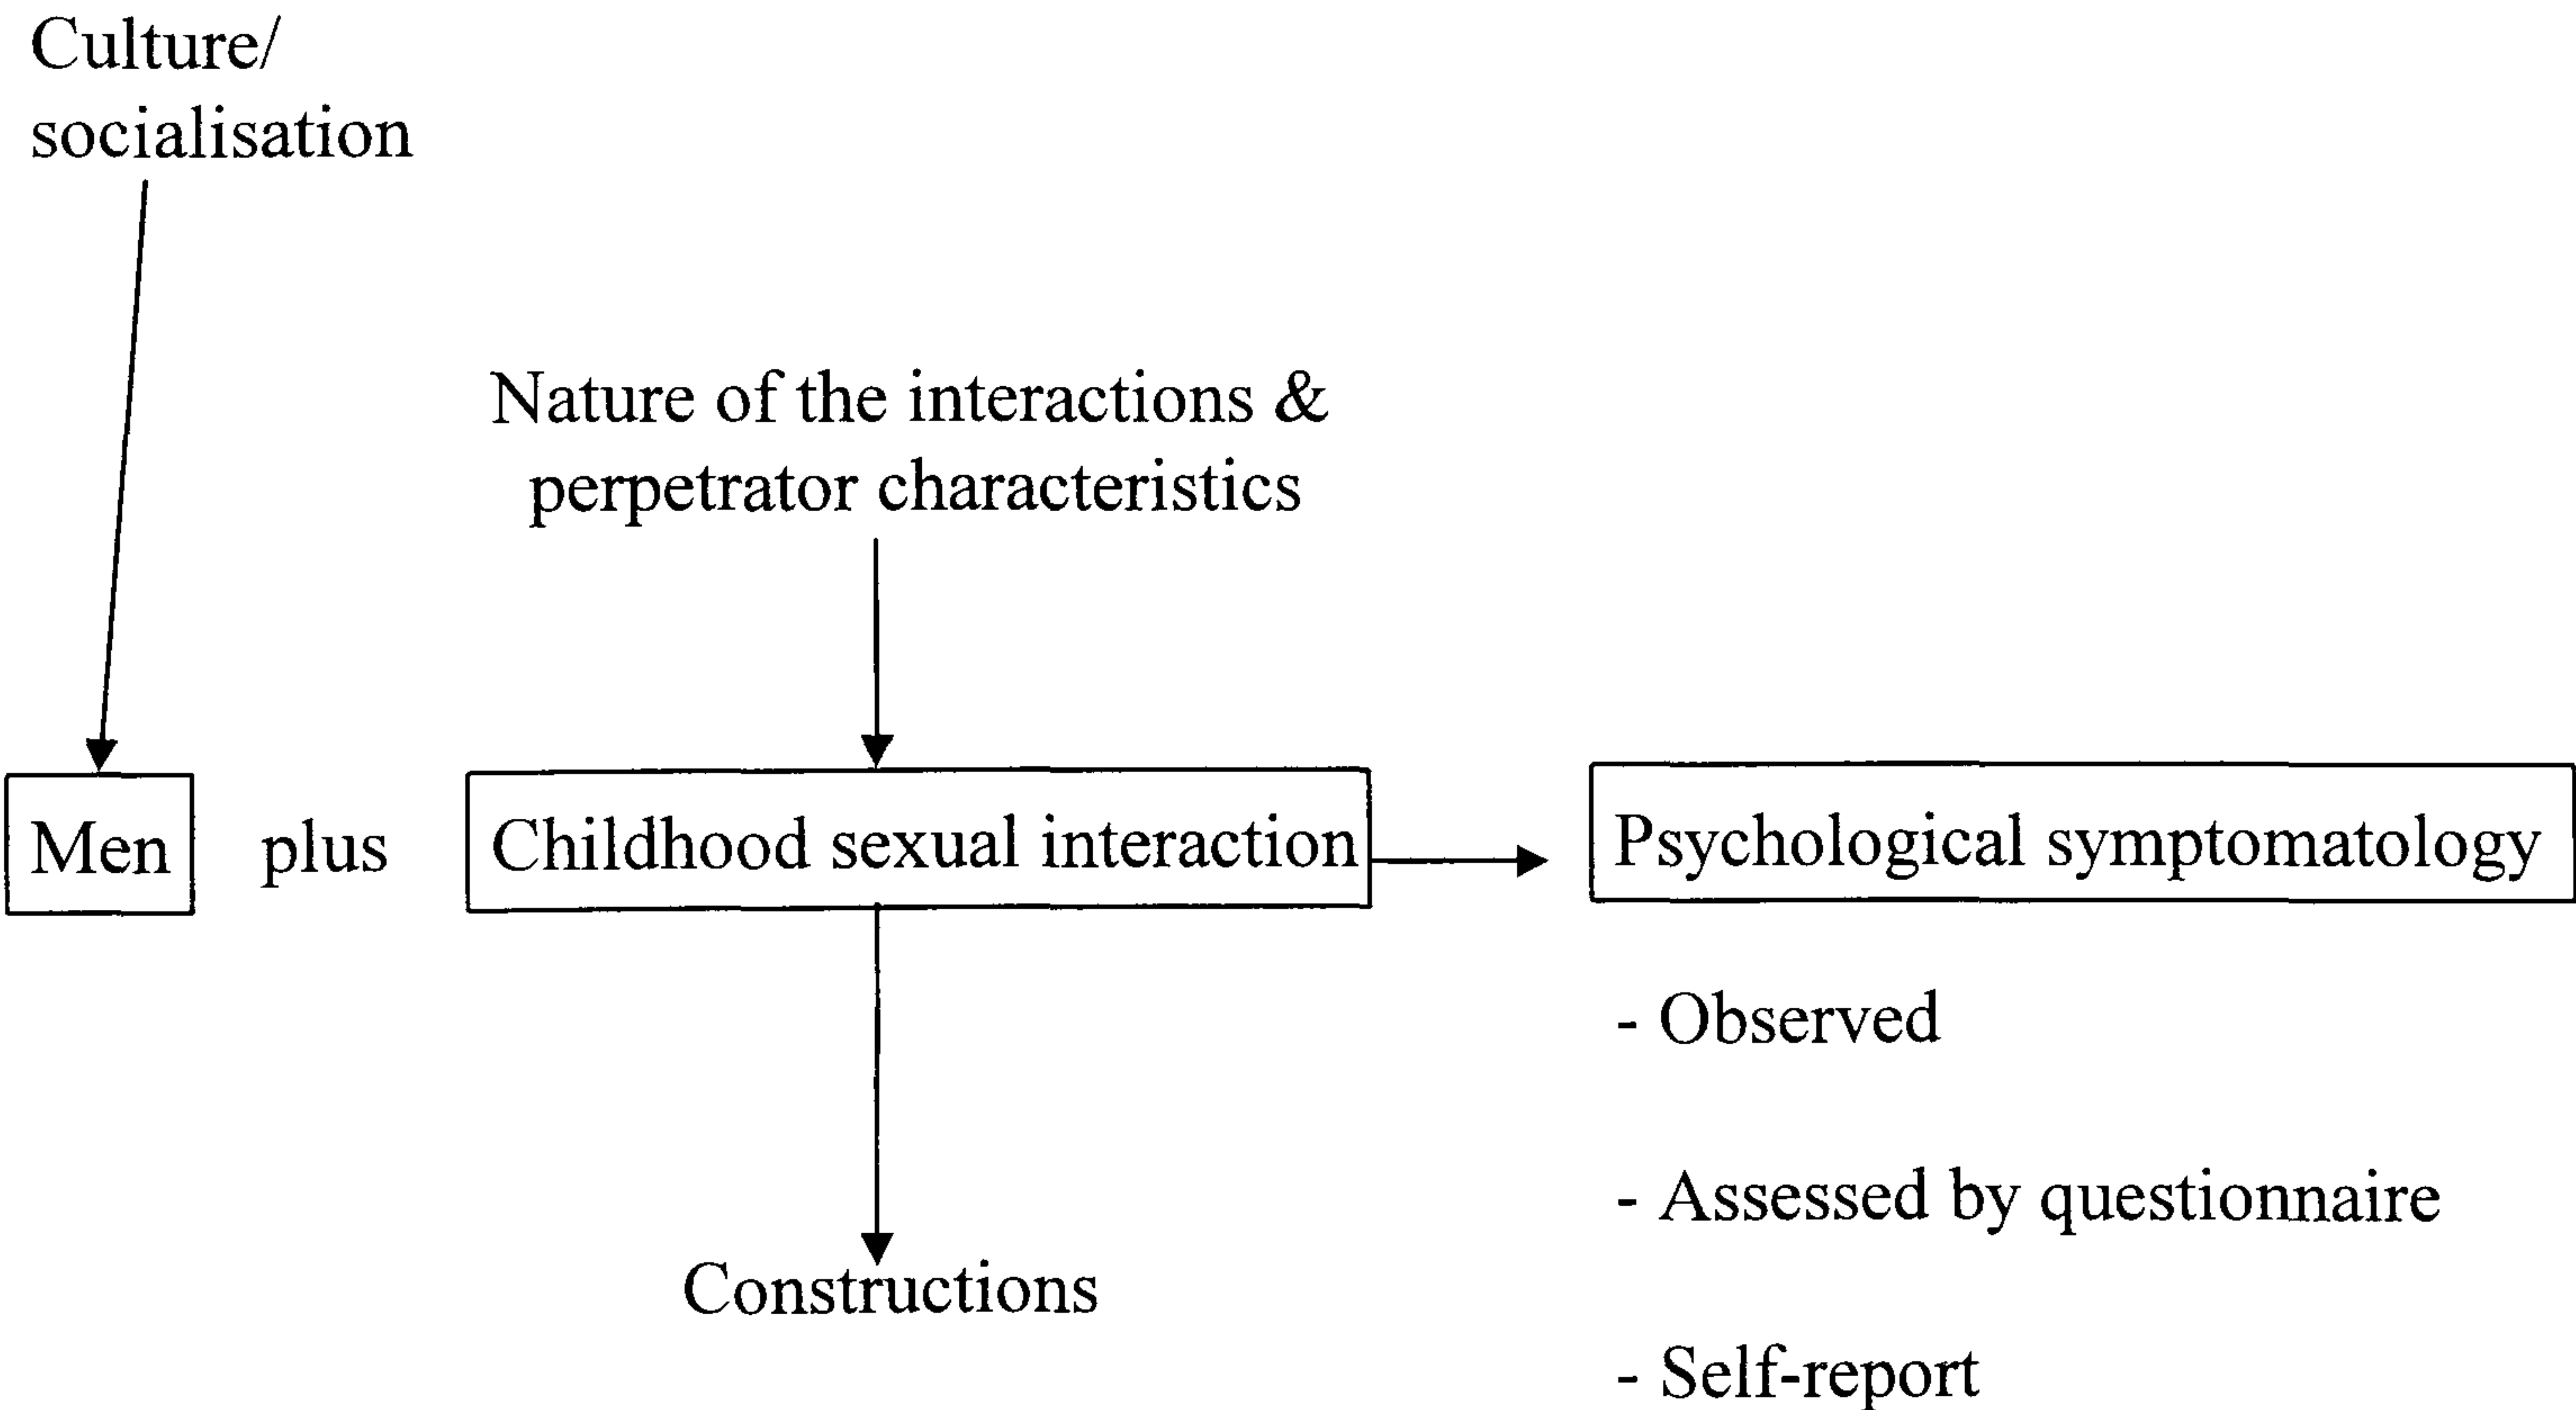 Culture/
socialisation
Nature of the interactions &
perpetrator characteristics
Men plus Childhood sexual interaction Psychological symptomatology
- Observed
- Assessed by questionnaire
Constructions
- Self-report